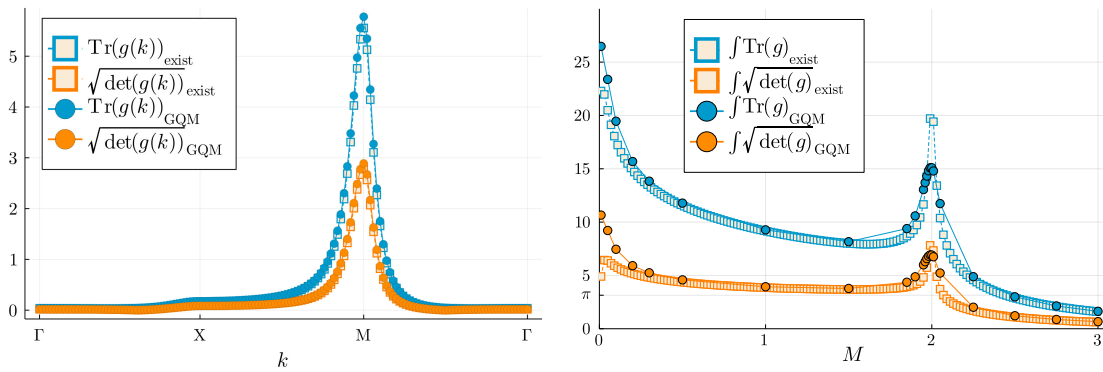 Tr(g(k))exist
√det(g(k))exist
Tr(g(k))GQM
√det(g(k))GQM
5
4
3
2
1
0
Γ
X
M
Γ
k
∫Tr(g)exist
∫√det(g)exist
∫Tr(g)GQM
∫√det(g)GQM
25
20
15
10
5
π
0
0
1
2
3
M